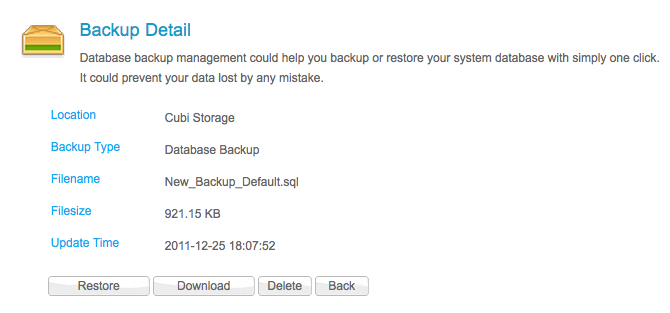 Backup Detail
Database backup management could help you backup or restore your system database with simply one click.
It could prevent your data lost by any mistake.
Location Cubi Storage
Backup Type Database Backup
Filename New_Backup_Default.sql
Filesize 921.15 KB
Update Time 2011-12-25 18:07:52
Restore Download Delete Back